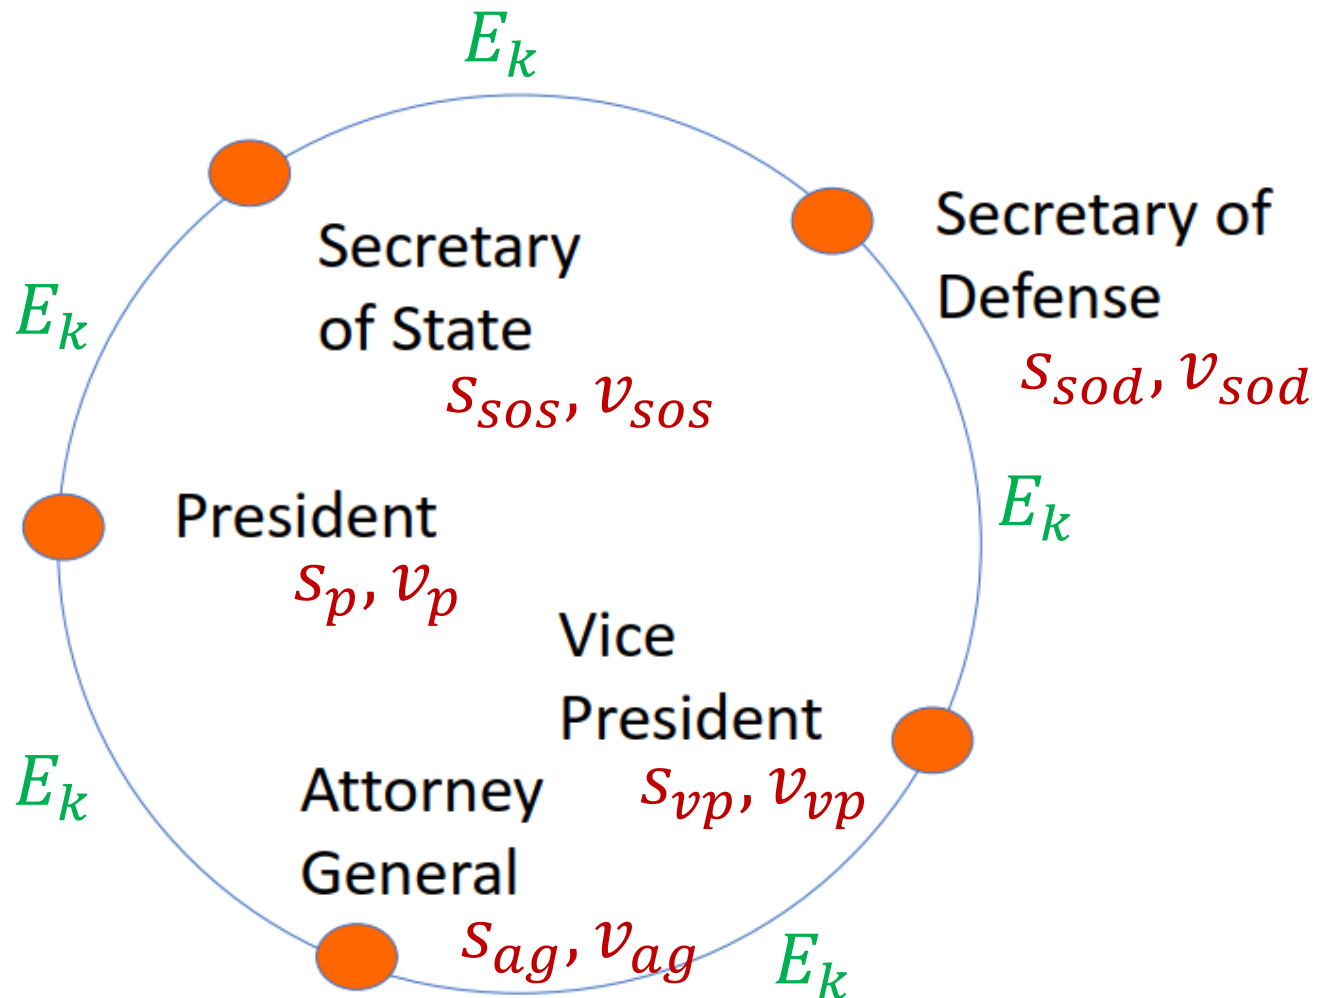 E_k
Secretary
of State
s_sos, v_sos
Secretary of
Defense
s_sod, v_sod
E_k
E_k
President
s_p, v_p
Vice
President
s_vp, v_vp
E_k
Attorney
General
s_ag, v_ag
E_k